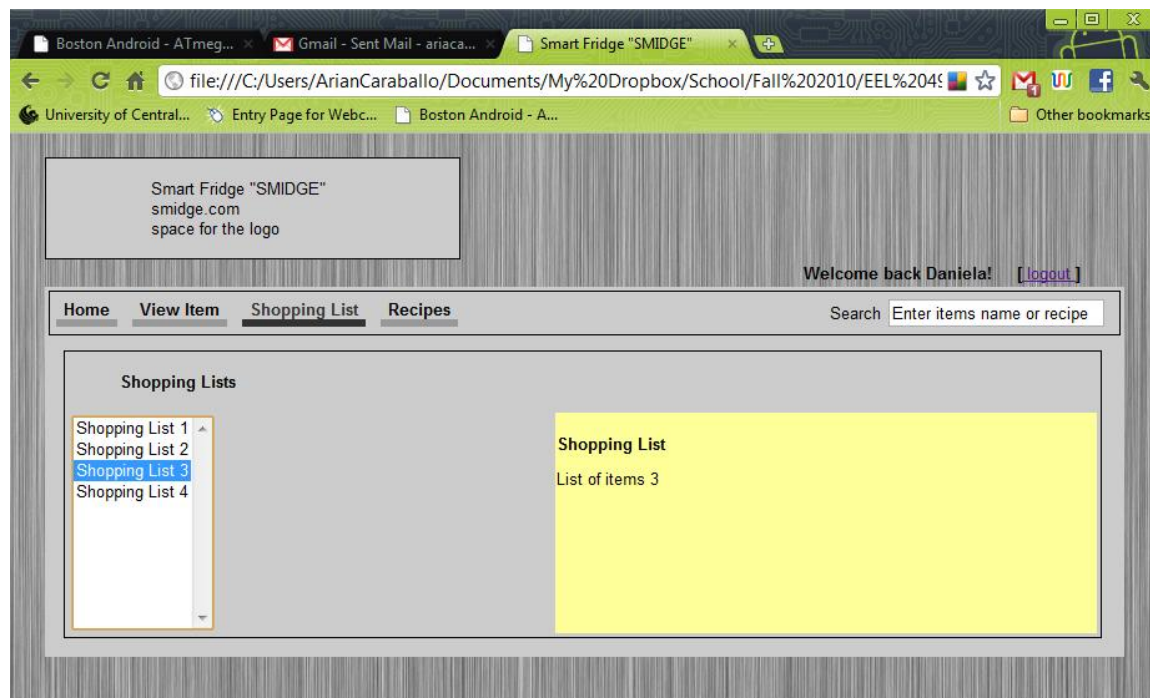 Boston Android - ATmeg...
Gmail - Sent Mail - ariaca...
Smart Fridge "SMIDGE"
file:///C:/Users/ArianCaraballo/Documents/My%20Dropbox/School/Fall%202010/EEL%204
University of Central...
Entry Page for Webc...
Boston Android - A...
Other bookmarks
Smart Fridge "SMIDGE"
smidge.com
space for the logo
Welcome back Daniela! [ logout ]
Home View Item Shopping List Recipes Search Enter items name or recipe
Shopping Lists
Shopping List 1
Shopping List 2
Shopping List 3
Shopping List 4
Shopping List
List of items 3